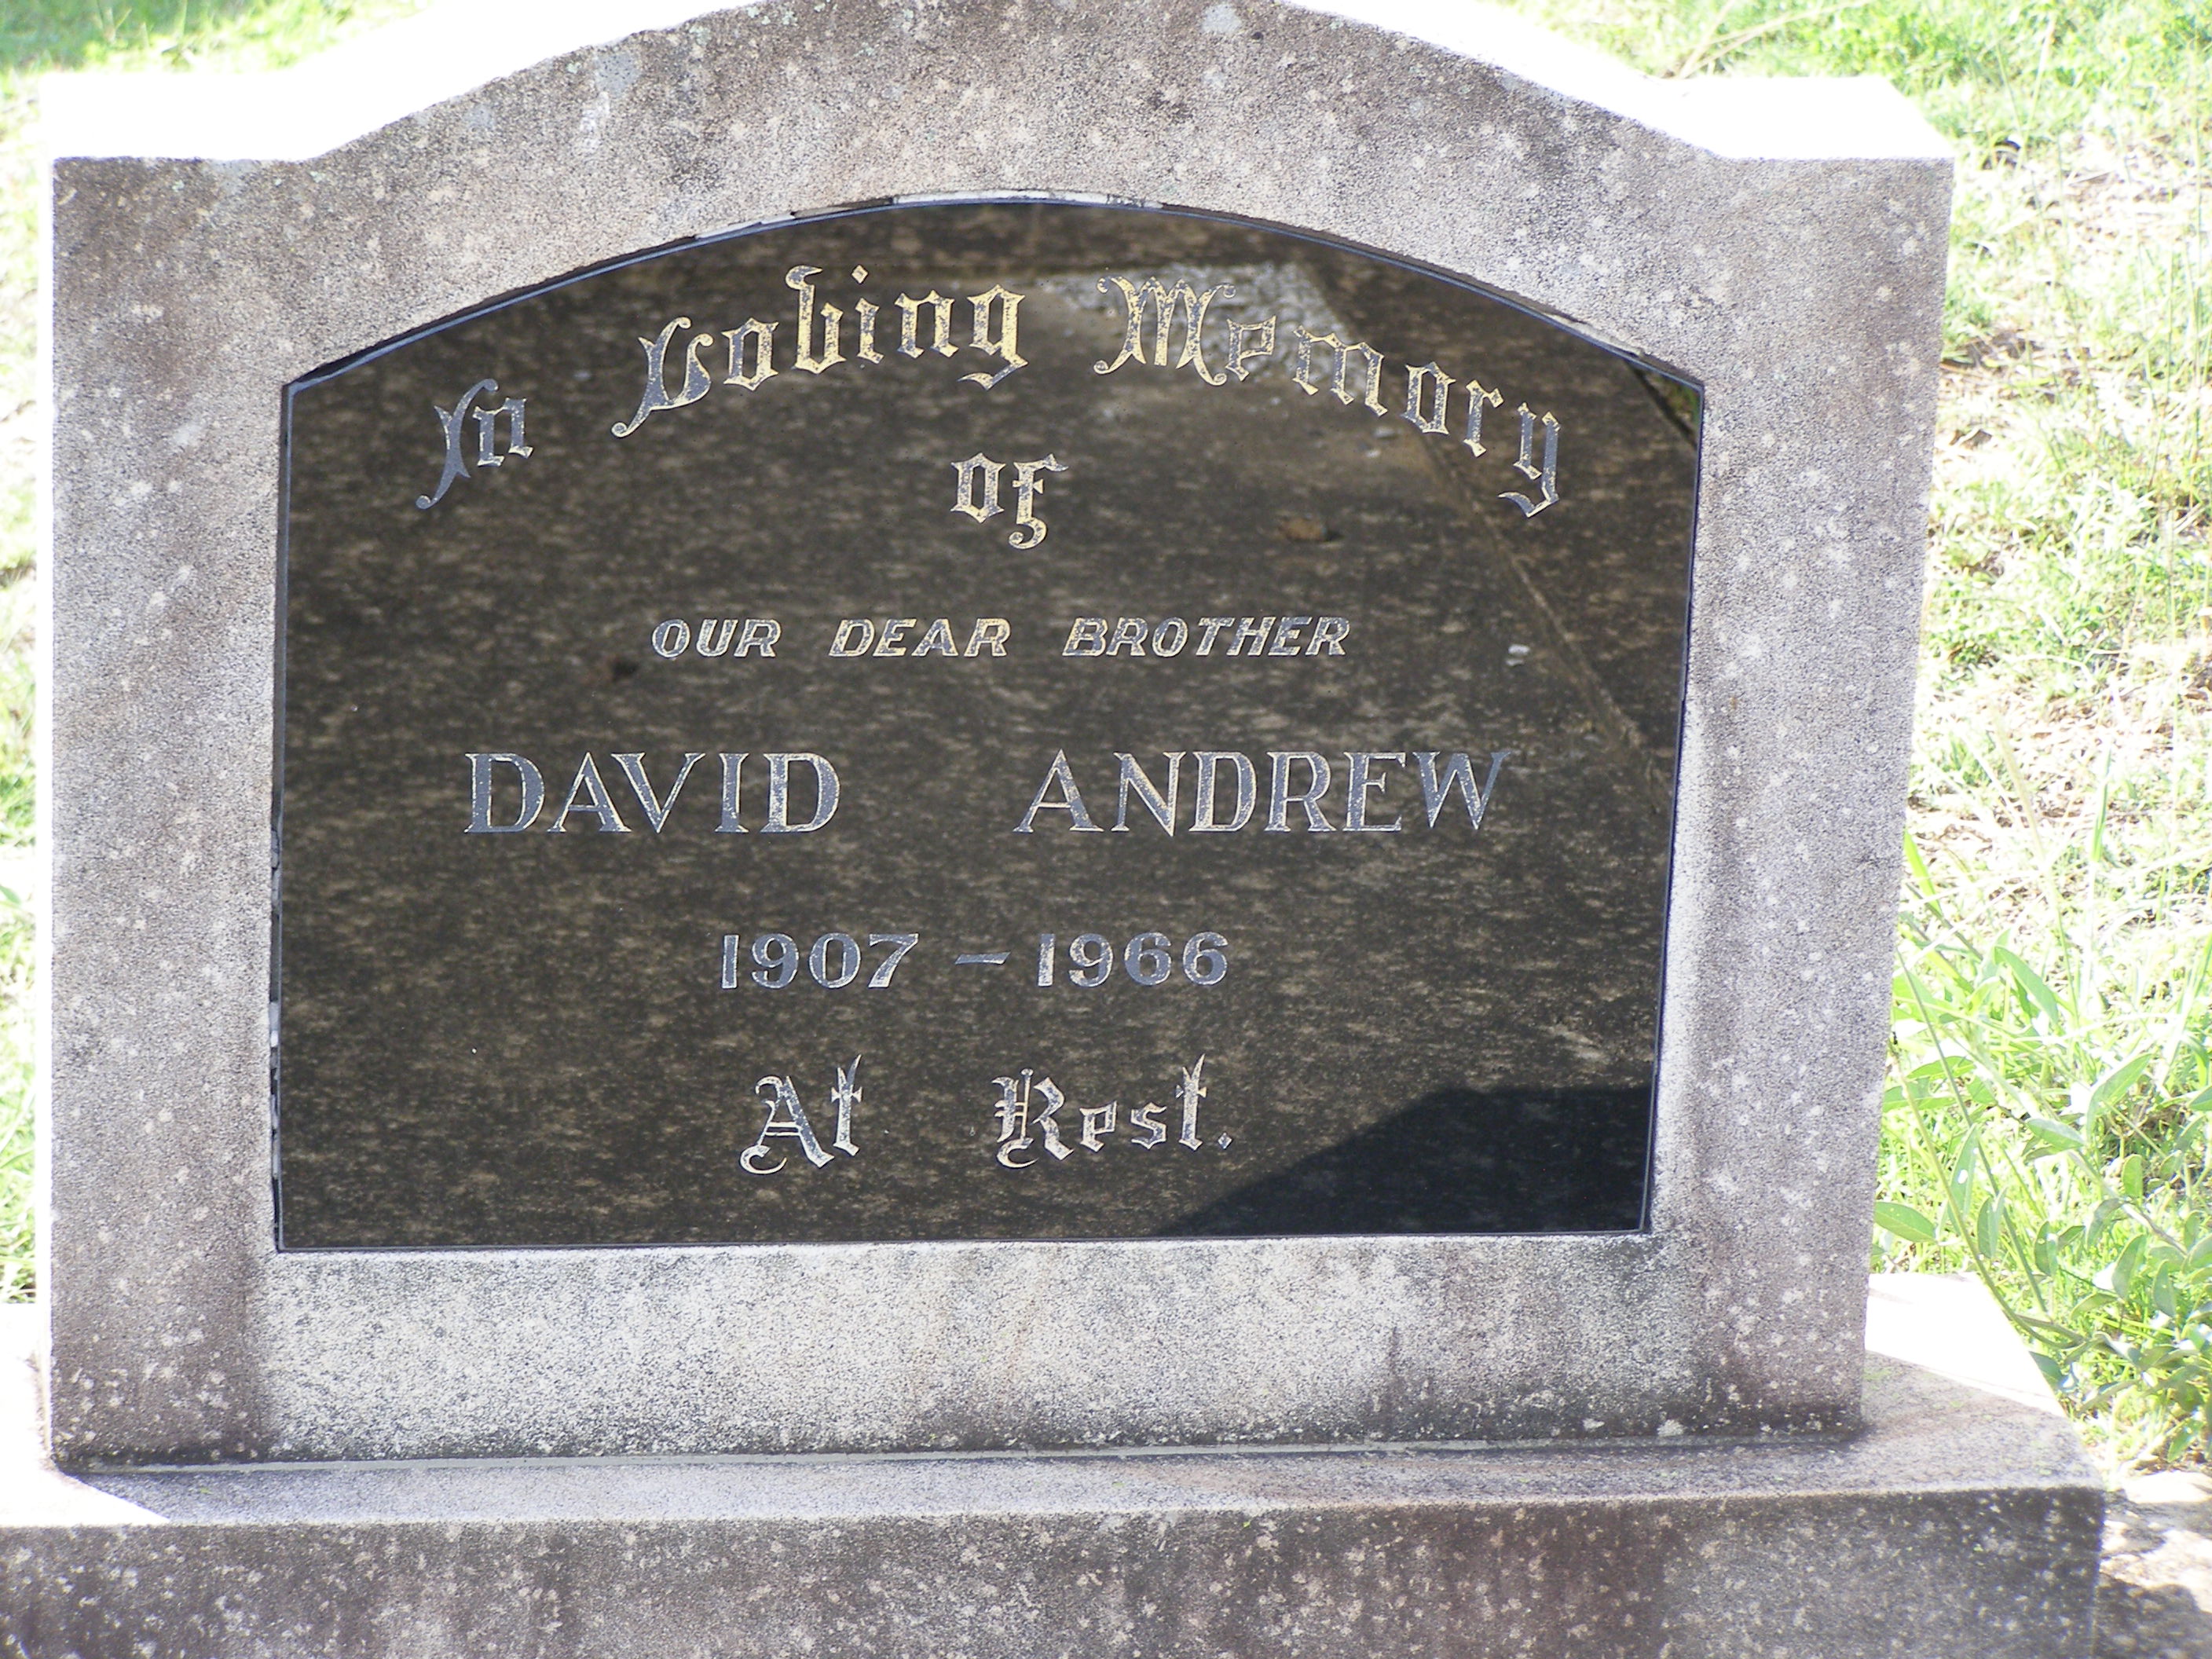 In Loving Memory
of
OUR DEAR BROTHER
DAVID ANDREW
1907 – 1966
At Rest.